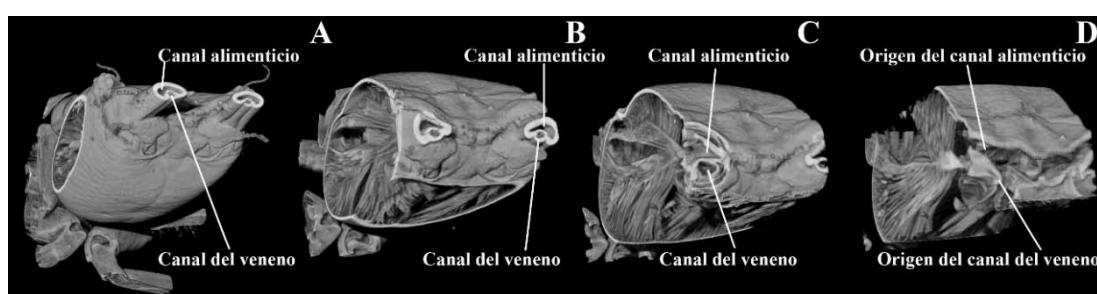 A
Canal alimenticio
Canal del veneno
B
Canal alimenticio
Canal del veneno
C
Canal alimenticio
Canal del veneno
D
Origen del canal alimenticio
Origen del canal del veneno